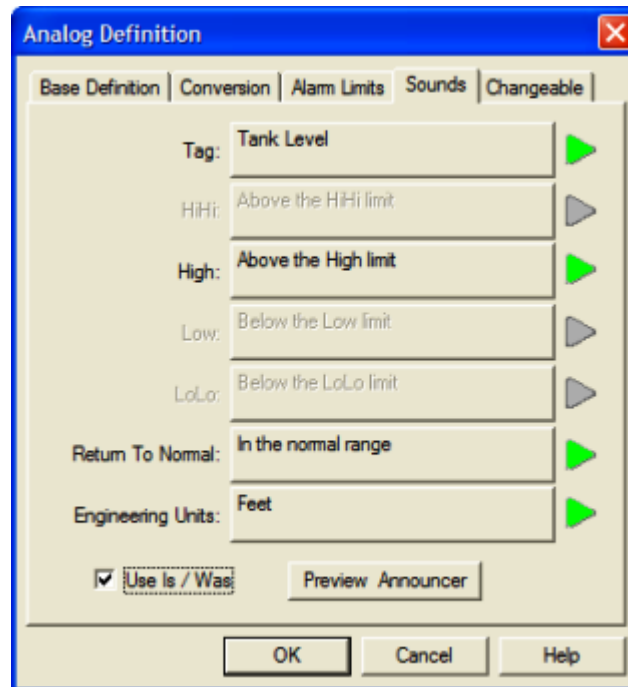 Analog Definition
Base Definition Conversion Alarm Limits Sounds Changeable
Tag: Tank Level
HiHi: Above the HiHi limit
High: Above the High limit
Low: Below the Low limit
LoLo: Below the LoLo limit
Return To Normal: In the normal range
Engineering Units: Feet
Use Is / Was Preview Announcer
OK Cancel Help